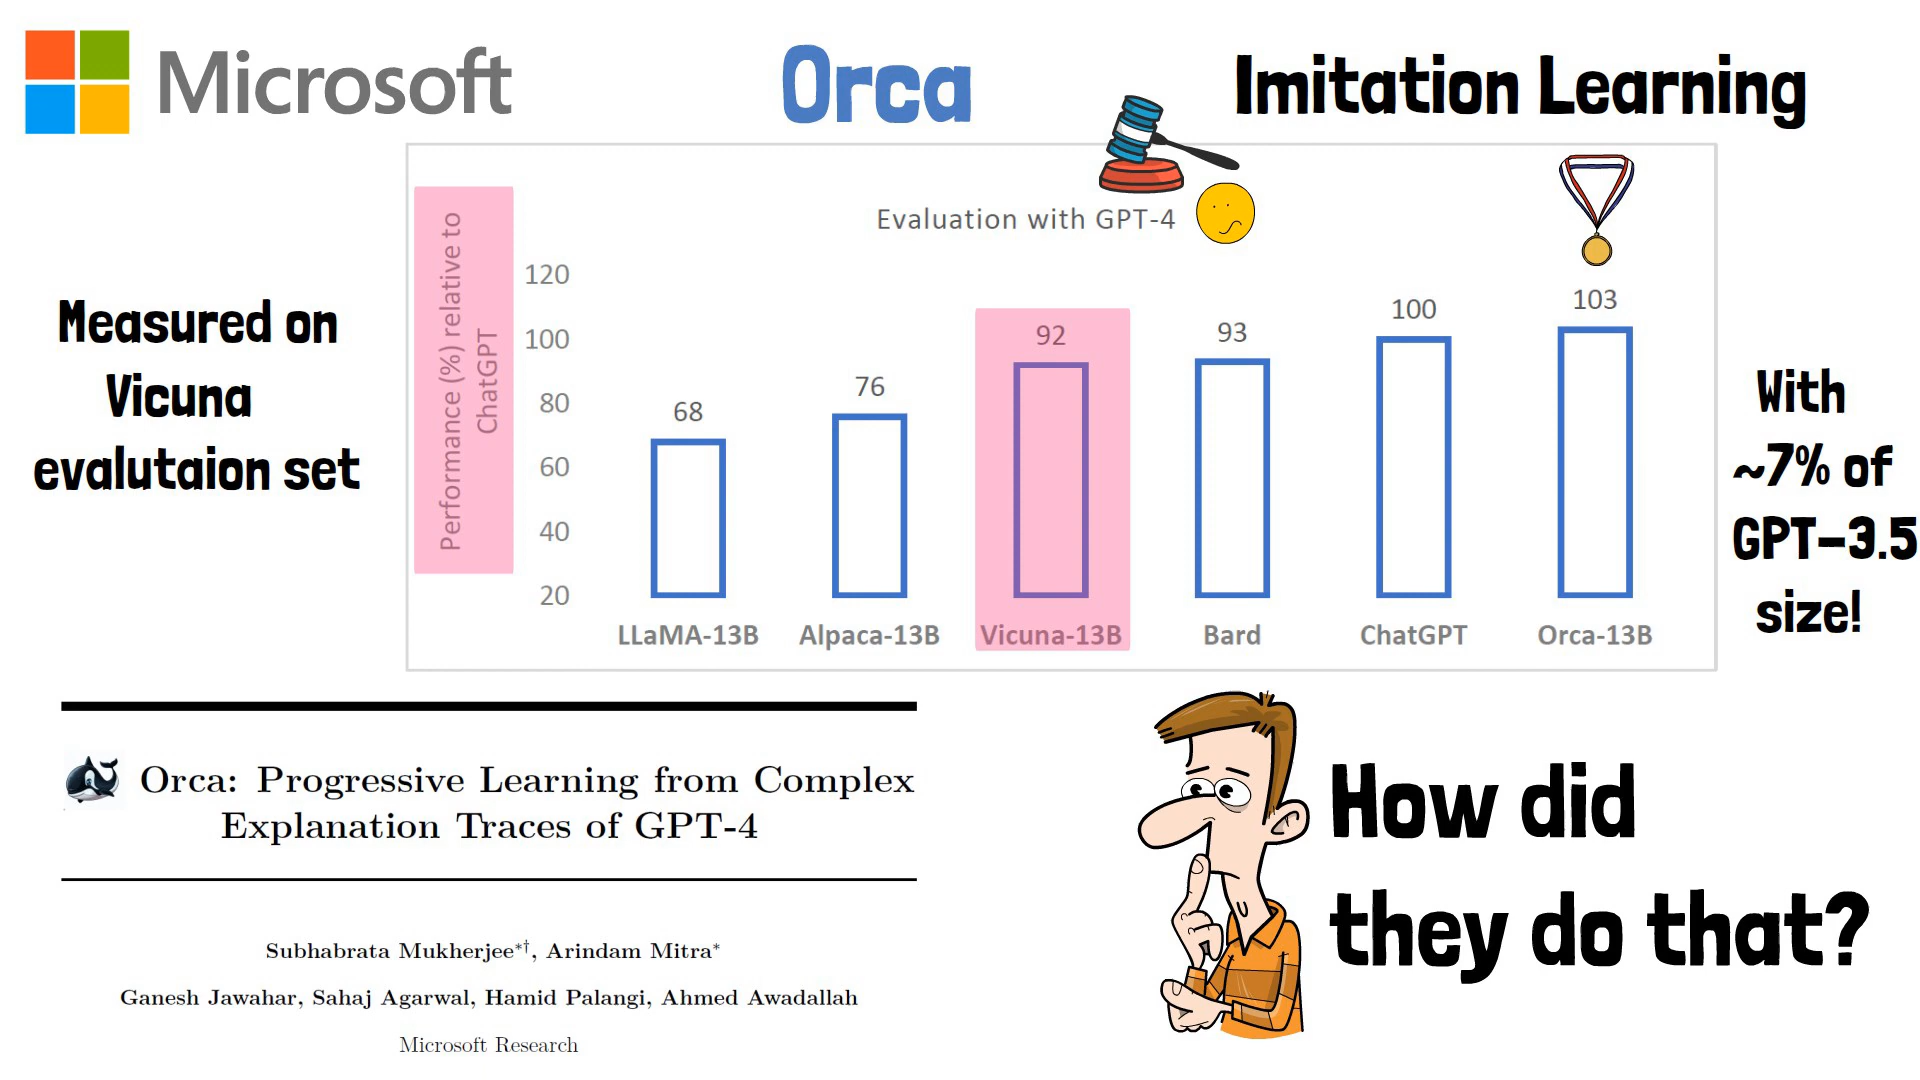 Microsoft
Orca
Imitation Learning
Evaluation with GPT-4
Performance (%) relative to
ChatGPT
120
100
80
60
40
20
68
76
92
93
100
103
LLaMA-13B
Alpaca-13B
Vicuna-13B
Bard
ChatGPT
Orca-13B
Measured on
Vicuna
evalutaion set
With
~7% of
GPT-3.5
size!
Orca: Progressive Learning from Complex
Explanation Traces of GPT-4
Subhabrata Mukherjee*†, Arindam Mitra*
Ganesh Jawahar, Sahaj Agarwal, Hamid Palangi, Ahmed Awadallah
Microsoft Research
How did
they do that?